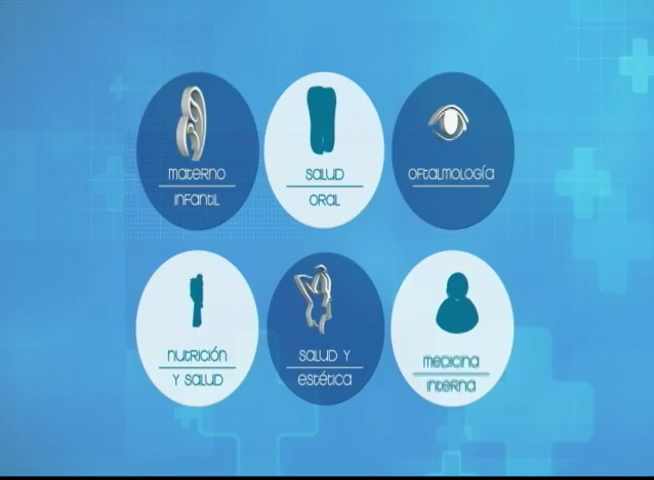 materno
infantil
salud
oral
oftalmología
nutrición
y salud
salud y
estética
medicina
interna